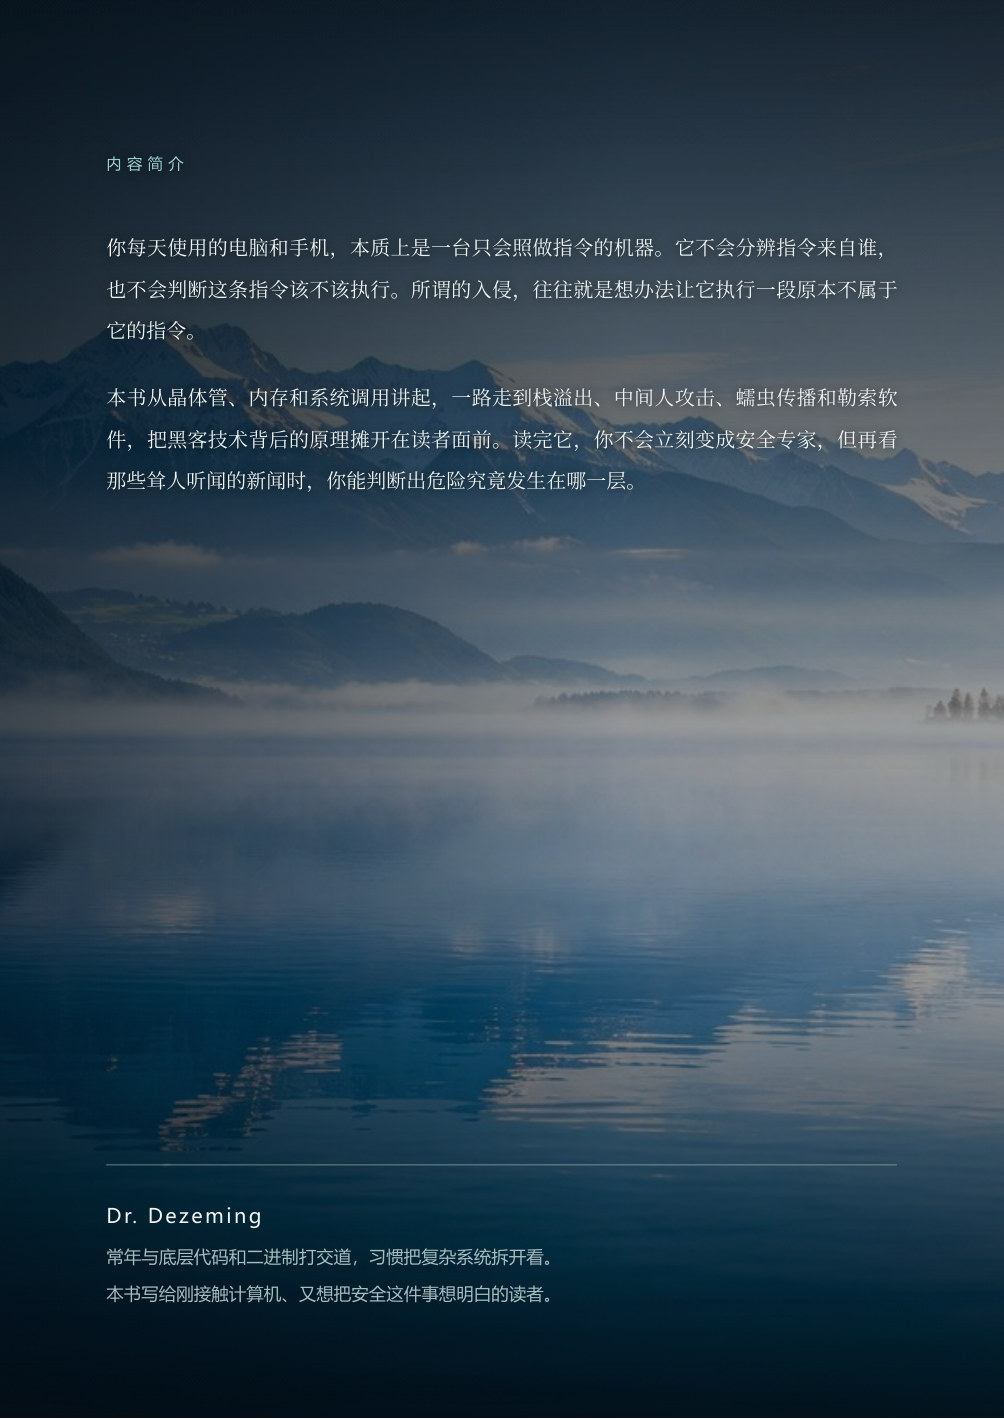 内容简介
你每天使用的电脑和手机，本质上是一台只会照做指令的机器。它不会分辨指令来自谁，
也不会判断这条指令该不该执行。所谓的入侵，往往就是想办法让它执行一段原本不属于
它的指令。
本书从晶体管、内存和系统调用讲起，一路走到栈溢出、中间人攻击、蠕虫传播和勒索软
件，把黑客技术背后的原理摊开在读者面前。读完它，你不会立刻变成安全专家，但再看
那些耸人听闻的新闻时，你能判断出危险究竟发生在哪一层。
Dr. Dezeming
常年与底层代码和二进制打交道，习惯把复杂系统拆开看。
本书写给刚接触计算机、又想把安全这件事想明白的读者。